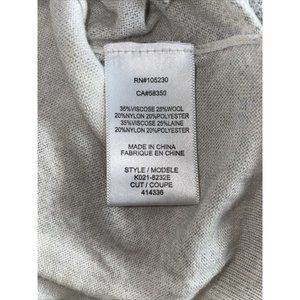 RN#105230
CA#58350
35%VISCOSE 25%WOOL
20%NYLON 20%POLYESTER
35%VISCOSE 25%LAINE
20%NYLON 20%POLYESTER
MADE IN CHINA
FABRIQUE EN CHINE
STYLE / MODELE
K021-8232E
CUT / COUPE
414336